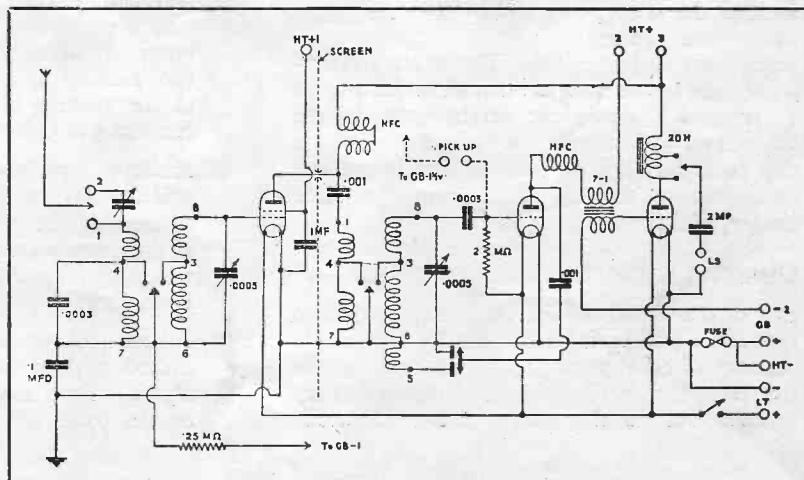 HT+1
SCREEN
HT+
2
3
HFC
20H
PICK UP
To GB-1½v
HFC
7-1
2
1
.001
.0003
8
8
1MF
1
2MF
4
3
.0005
4
3
.0005
2 MΩ
.001
LS
.0003
-2
GB
+
FUSE
7
6
7
6
HT-
.1
MFD
5
-
LT
+
.25 MΩ
To GB-1